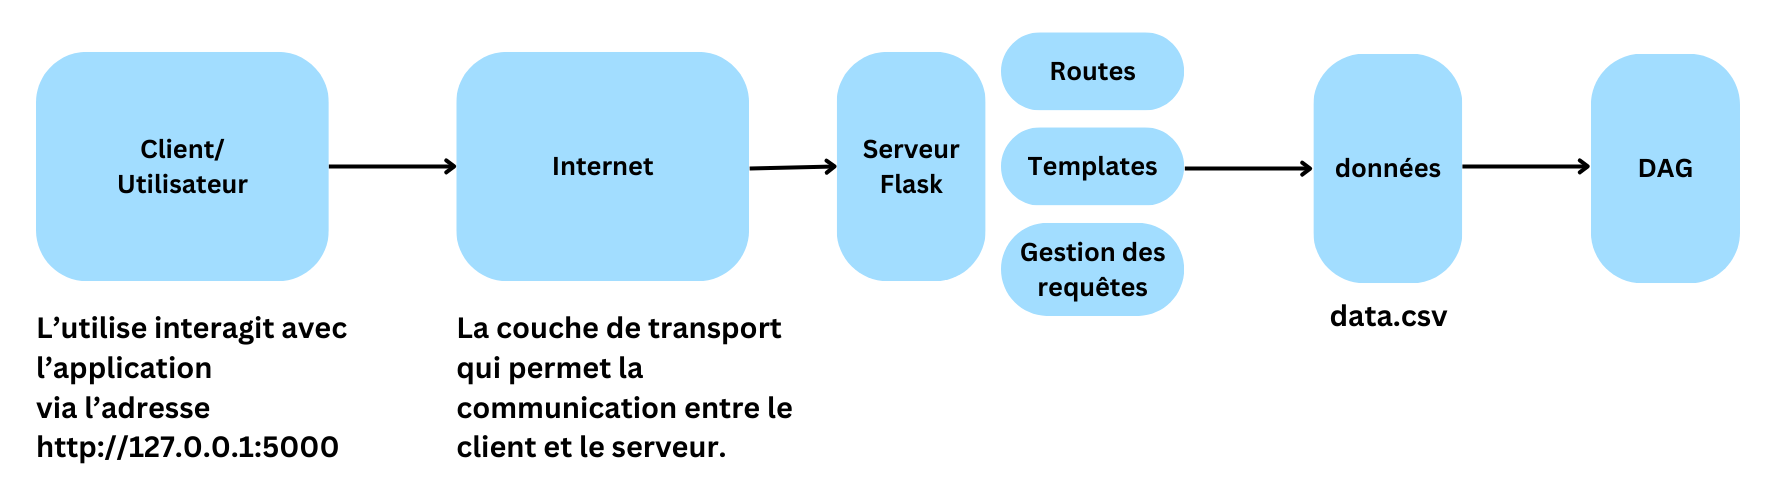 Client/
Utilisateur
Internet
Serveur
Flask
Routes
Templates
Gestion des
requêtes
données
DAG
L’utilise interagit avec
l’application
via l’adresse
http://127.0.0.1:5000
La couche de transport
qui permet la
communication entre le
client et le serveur.
data.csv